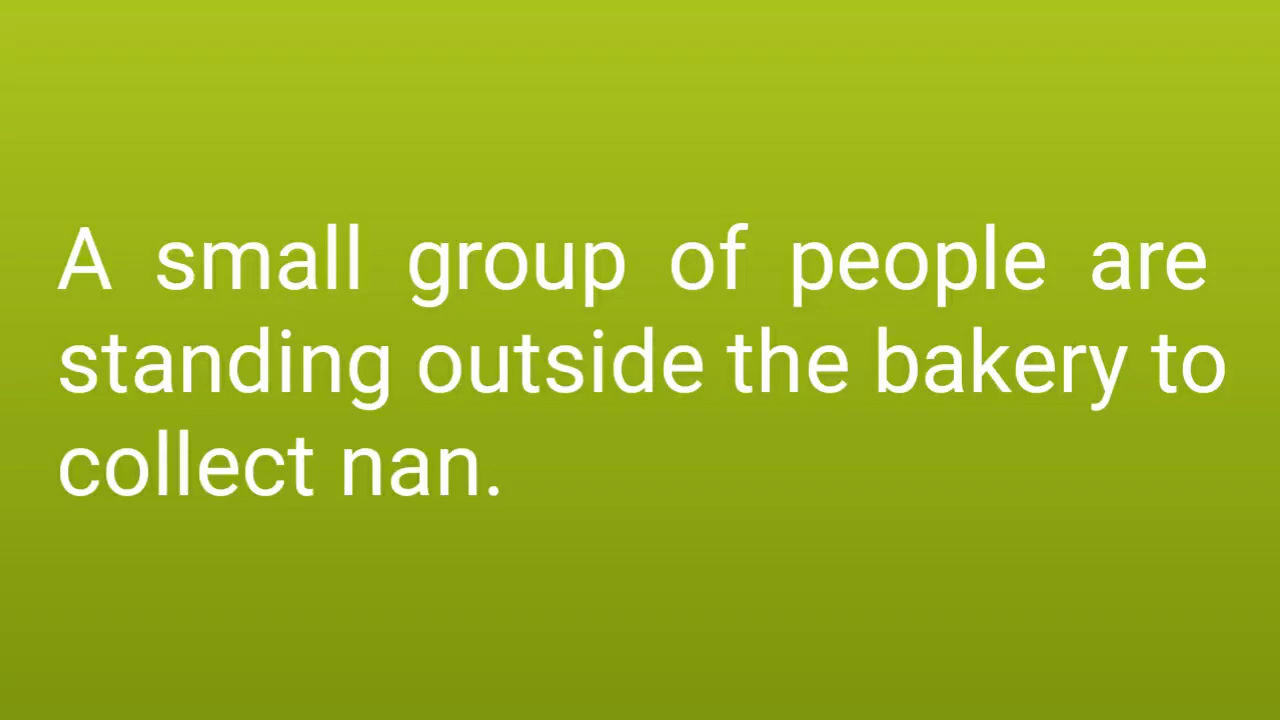 A small group of people are
standing outside the bakery to
collect nan.